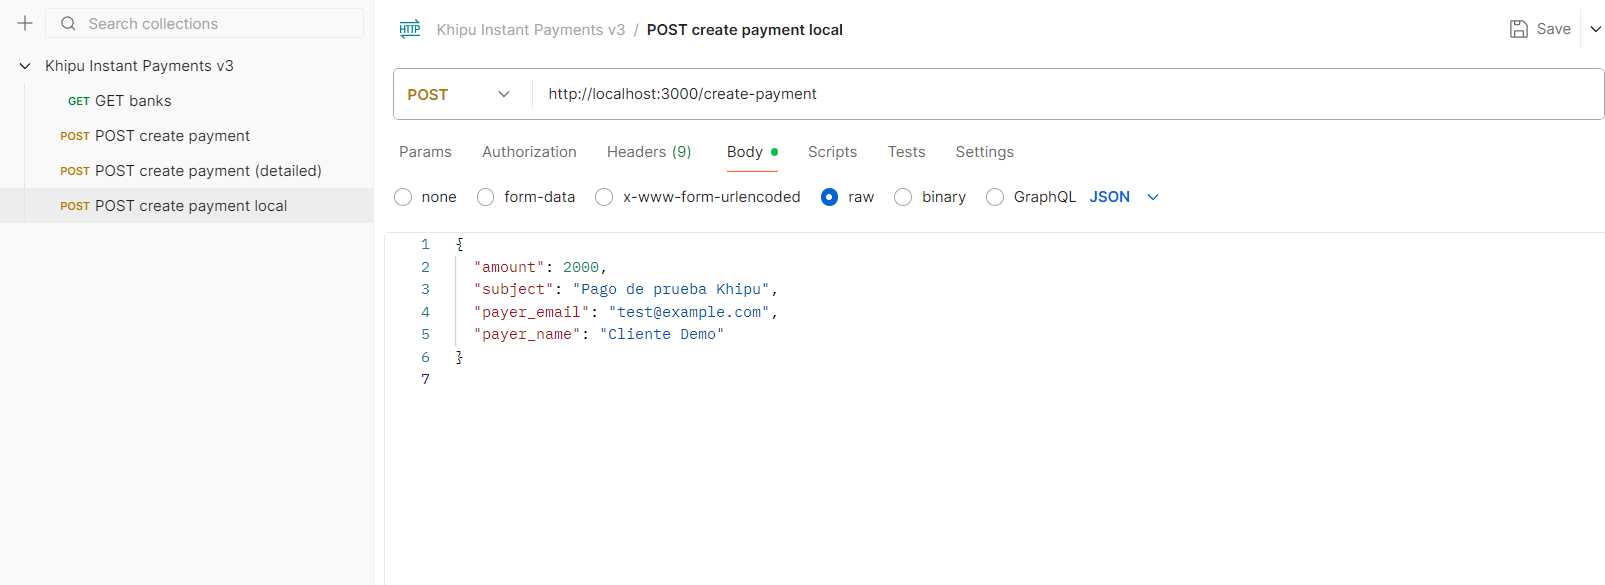 Search collections
Khipu Instant Payments v3
GET GET banks
POST POST create payment
POST POST create payment (detailed)
POST POST create payment local
HTTP Khipu Instant Payments v3 / POST create payment local
Save
POST http://localhost:3000/create-payment
Params Authorization Headers (9) Body Scripts Tests Settings
none form-data x-www-form-urlencoded raw binary GraphQL JSON
1 {
2 "amount": 2000,
3 "subject": "Pago de prueba Khipu",
4 "payer_email": "test@example.com",
5 "payer_name": "Cliente Demo"
6 }
7